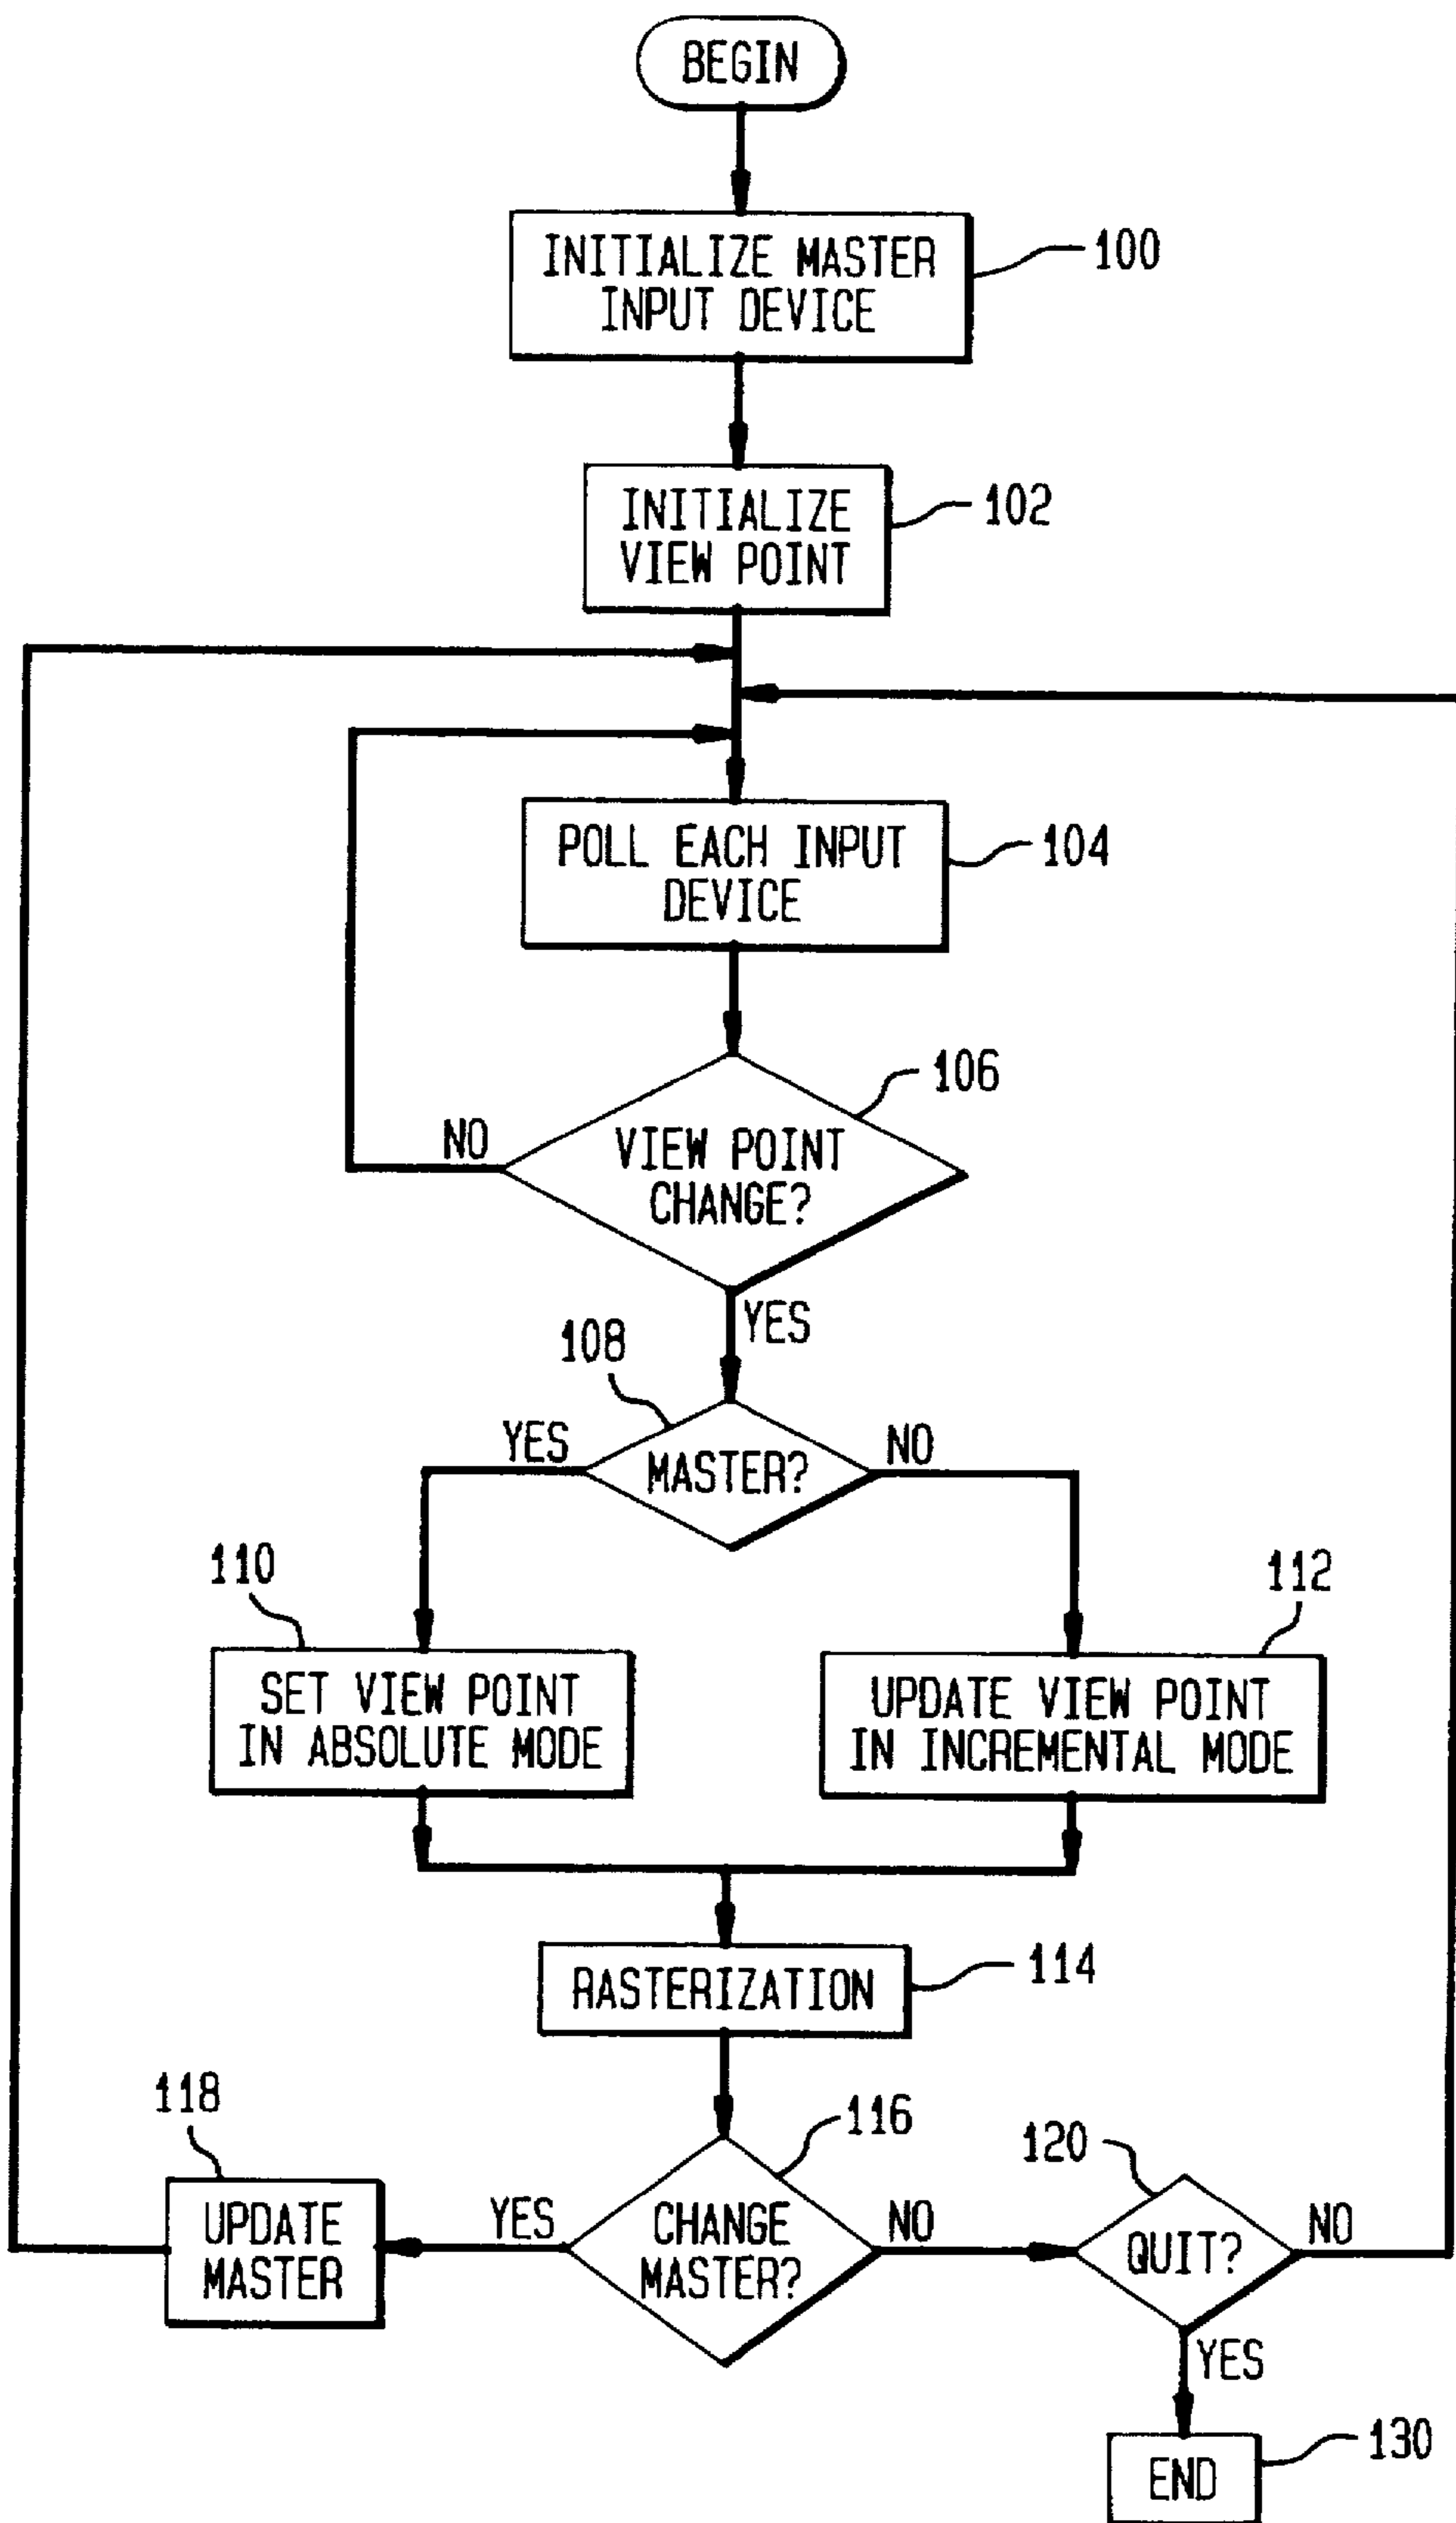 BEGIN
INITIALIZE MASTER
INPUT DEVICE
100
INITIALIZE
VIEW POINT
102
POLL EACH INPUT
DEVICE
104
106
VIEW POINT
CHANGE?
NO
YES
108
YES
MASTER?
NO
110
112
SET VIEW POINT
IN ABSOLUTE MODE
UPDATE VIEW POINT
IN INCREMENTAL MODE
RASTERIZATION
114
118
116
120
UPDATE
MASTER
YES
CHANGE
MASTER?
NO
QUIT?
NO
YES
END
130